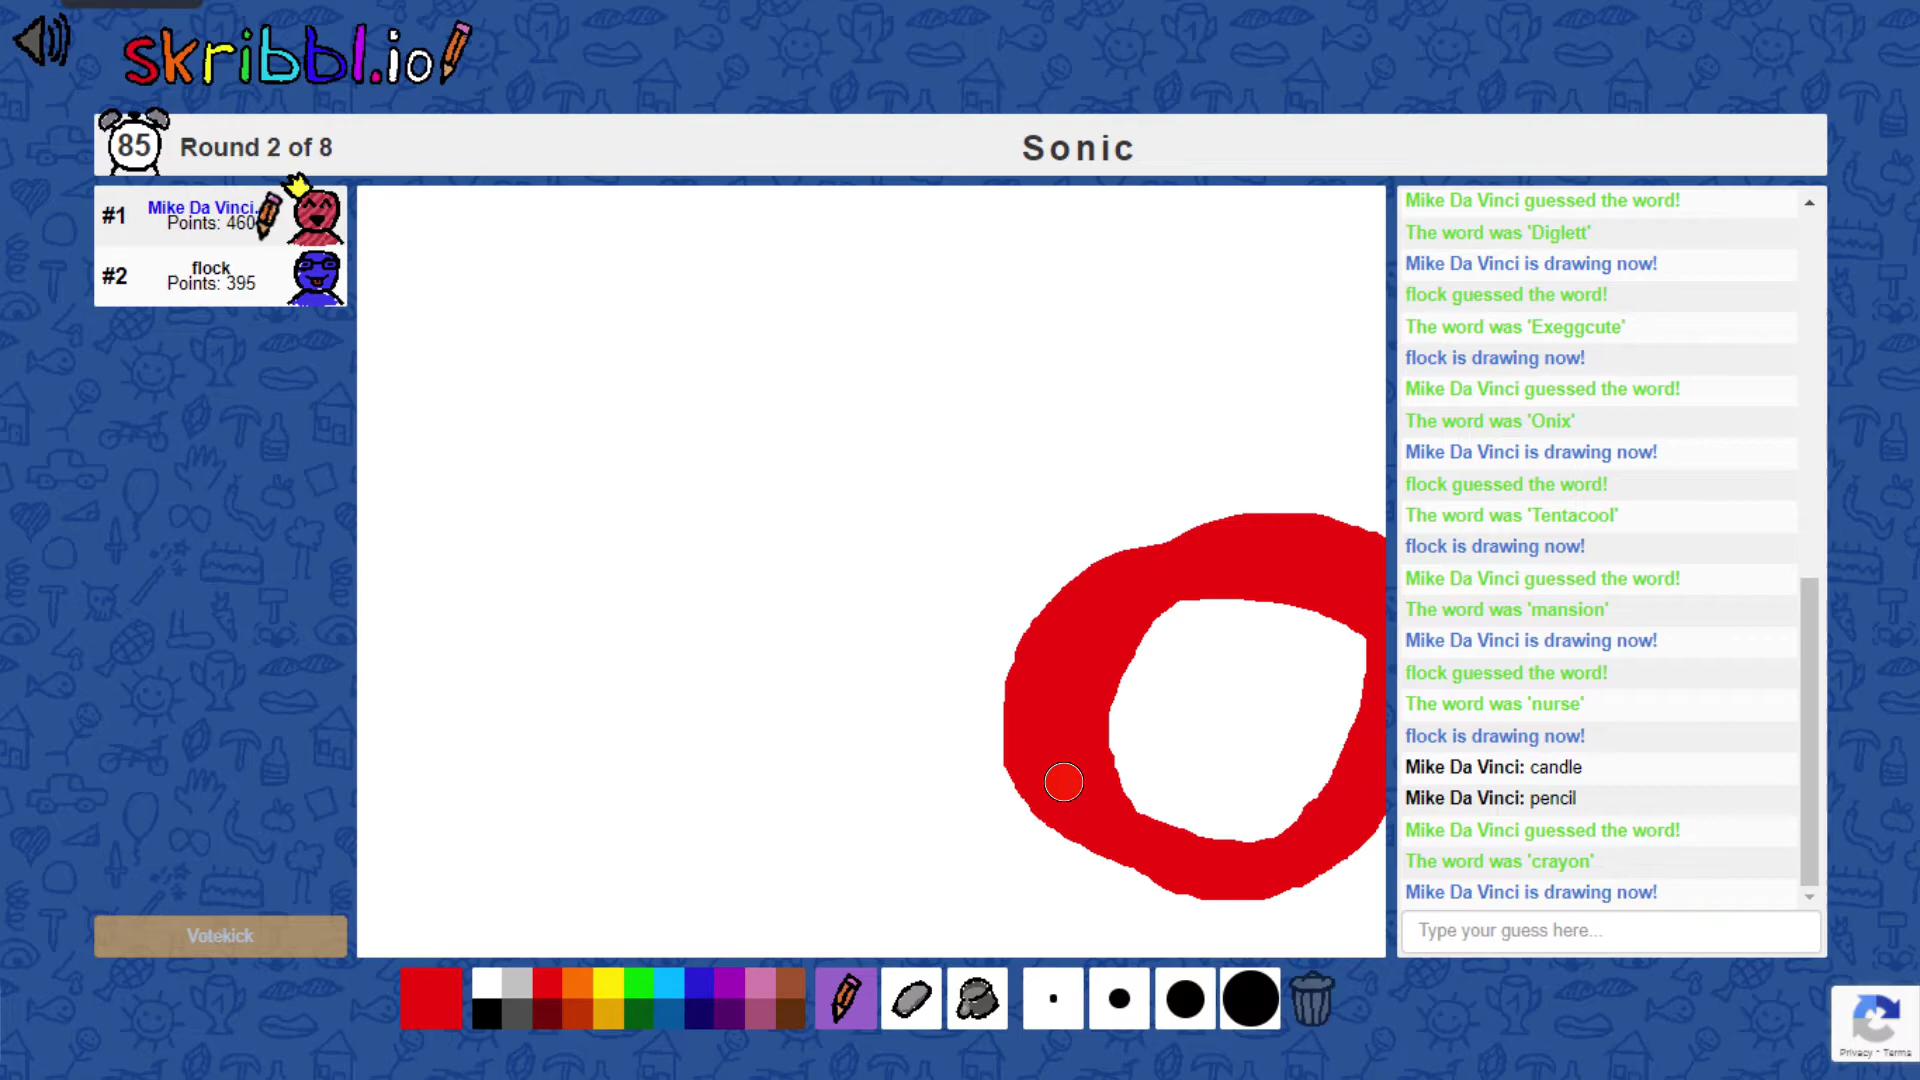 skribbl.io
85
Round 2 of 8
Sonic
#1
Mike Da Vinci.
Points: 460
#2
flock
Points: 395
Mike Da Vinci guessed the word!
The word was 'Diglett'
Mike Da Vinci is drawing now!
flock guessed the word!
The word was 'Exeggcute'
flock is drawing now!
Mike Da Vinci guessed the word!
The word was 'Onix'
Mike Da Vinci is drawing now!
flock guessed the word!
The word was 'Tentacool'
flock is drawing now!
Mike Da Vinci guessed the word!
The word was 'mansion'
Mike Da Vinci is drawing now!
flock guessed the word!
The word was 'nurse'
flock is drawing now!
Mike Da Vinci: candle
Mike Da Vinci: pencil
Mike Da Vinci guessed the word!
The word was 'crayon'
Mike Da Vinci is drawing now!
Type your guess here...
Votekick
Privacy - Terms